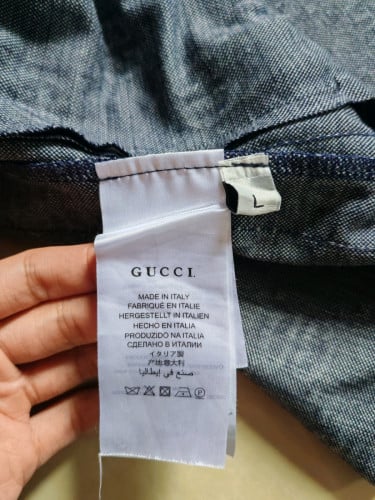 L
GUCCI
MADE IN ITALY
FABRIQUÉ EN ITALIE
HERGESTELLT IN ITALIEN
HECHO EN ITALIA
PRODUZIDO NA ITÁLIA
СДЕЛАНО В ИТАЛИИ
イタリア製
产地意大利
صنع في إيطاليا